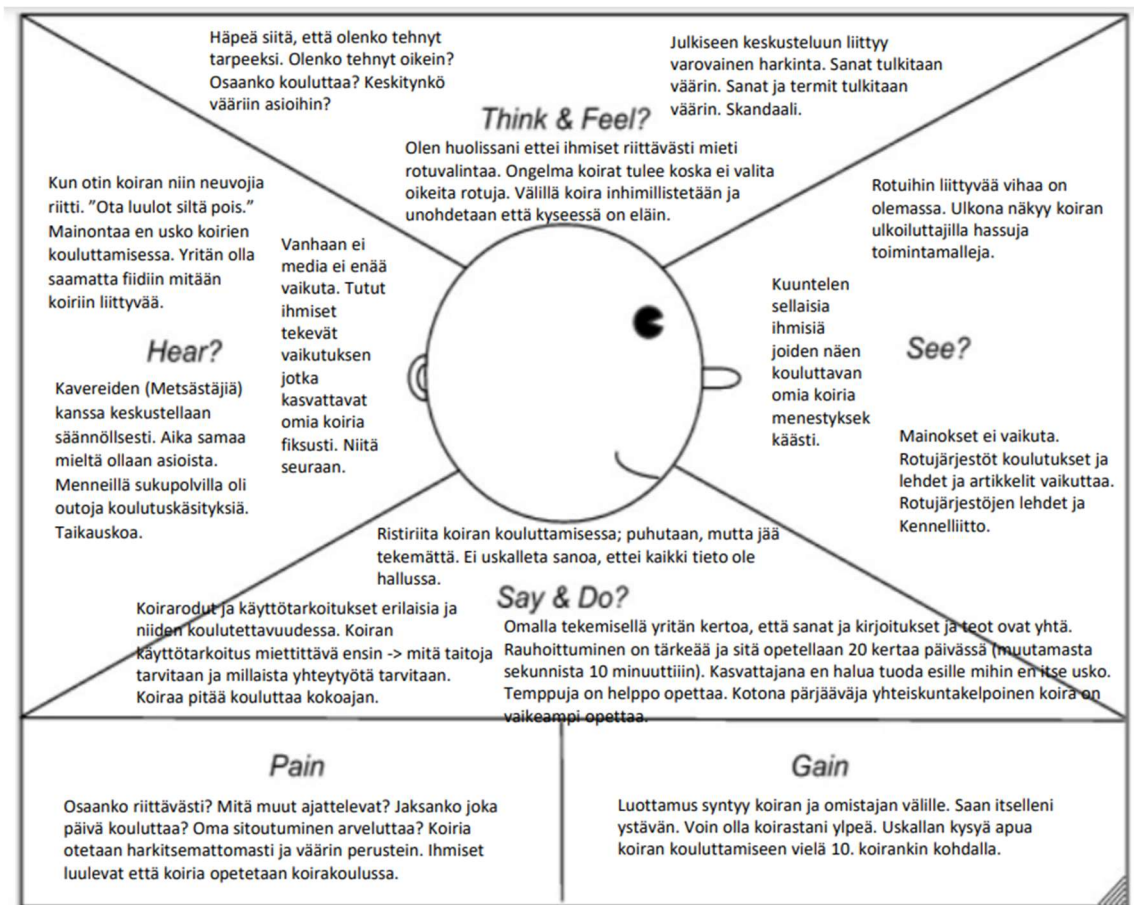 Häpeä siitä, että olenko tehnyt
tarpeeksi. Olenko tehnyt oikein?
Osaanko kouluttaa? Keskitynkö
vääriin asioihin?
Julkiseen keskusteluun liittyy
varovainen harkinta. Sanat tulkitaan
väärin. Sanat ja termit tulkitaan
väärin. Skandaali.
Think & Feel?
Olen huolissani ettei ihmiset riittävästi mieti
rotuvalintaa. Ongelma koirat tulee koska ei valita
oikeita rotuja. Välillä koira inhimillistetään ja
unohdetaan että kyseessä on eläin.
Kun otin koiran niin neuvojia
riitti. ”Ota luulot siltä pois.”
Mainontaa en usko koirien
kouluttamisessa. Yritän olla
saamatta fiidiin mitään
koiriin liittyvää.
Vanhaan ei
media ei enää
vaikuta. Tutut
ihmiset
tekevät
vaikutuksen
jotka
kasvattavat
omia koiria
fiksusti. Niitä
seuraan.
Hear?
Kavereiden (Metsästäjiä)
kanssa keskustellaan
säännöllsesti. Aika samaa
mieltä ollaan asioista.
Menneillä sukupolvilla oli
outoja koulutuskäsityksiä.
Taikauskoa.
Rotuihin liittyvää vihaa on
olemassa. Ulkona näkyy koiran
ulkoiluttajilla hassuja
toimintamalleja.
Kuuntelen
sellaisia
ihmisiä
joiden näen
kouluttavan
omia koiria
menestyksek
käästi.
See?
Mainokset ei vaikuta.
Rotujärjestöt koulutukset ja
lehdet ja artikkelit vaikuttaa.
Rotujärjestöjen lehdet ja
Kennelliitto.
Ristiriita koiran kouluttamisessa; puhutaan, mutta jää
tekemättä. Ei uskalleta sanoa, ettei kaikki tieto ole
hallussa.
Say & Do?
Koirarodut ja käyttötarkoitukset erilaisia ja
niiden koulutettavuudessa. Koiran
käyttötarkoitus miettittävä ensin -> mitä taitoja
tarvitaan ja millaista yhteytyötä tarvitaan.
Koiraa pitää kouluttaa kokoajan.
Omalla tekemisellä yritän kertoa, että sanat ja kirjoitukset ja teot ovat yhtä.
Rauhoittuminen on tärkeää ja sitä opetellaan 20 kertaa päivässä (muutamasta
sekunnista 10 minuuttiiin). Kasvattajana en halua tuoda esille mihin en itse usko.
Temppuja on helppo opettaa. Kotona pärjääväja yhteiskuntakelpoinen koira on
vaikeampi opettaa.
Pain
Osaanko riittävästi? Mitä muut ajattelevat? Jaksanko joka
päivä kouluttaa? Oma sitoutuminen arveluttaa? Koiria
otetaan harkitsemattomasti ja väärin perustein. Ihmiset
luulevat että koiria opetetaan koirakoulussa.
Gain
Luottamus syntyy koiran ja omistajan välille. Saan itselleni
ystävän. Voin olla koirastani ylpeä. Uskallan kysyä apua
koiran kouluttamiseen vielä 10. koirankin kohdalla.